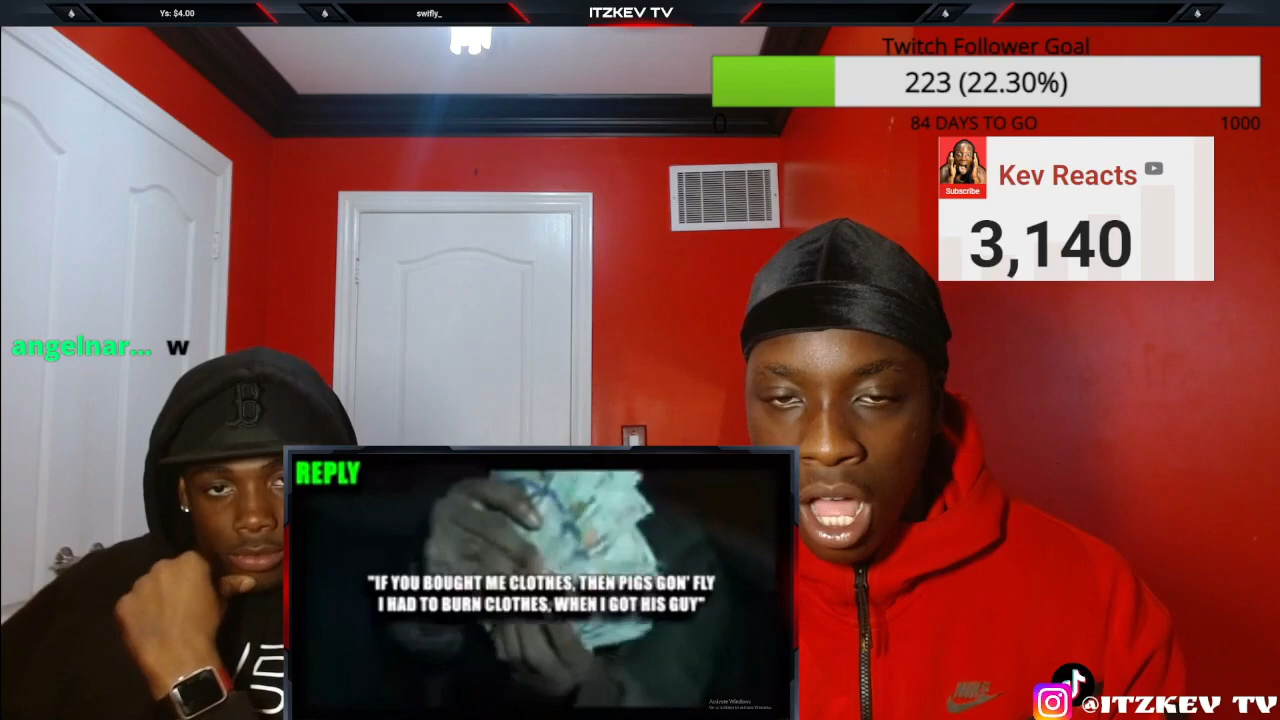 Ys: $4.00
swifly_
ITZKEV TV
Twitch Follower Goal
223 (22.30%)
0
84 DAYS TO GO
1000
Subscribe
Kev Reacts
3,140
angelnar... w
B
REPLY
"IF YOU BOUGHT ME CLOTHES, THEN PIGS GON' FLY
I HAD TO BURN CLOTHES, WHEN I GOT HIS GUY"
Activate Windows
@ITZKEV TV